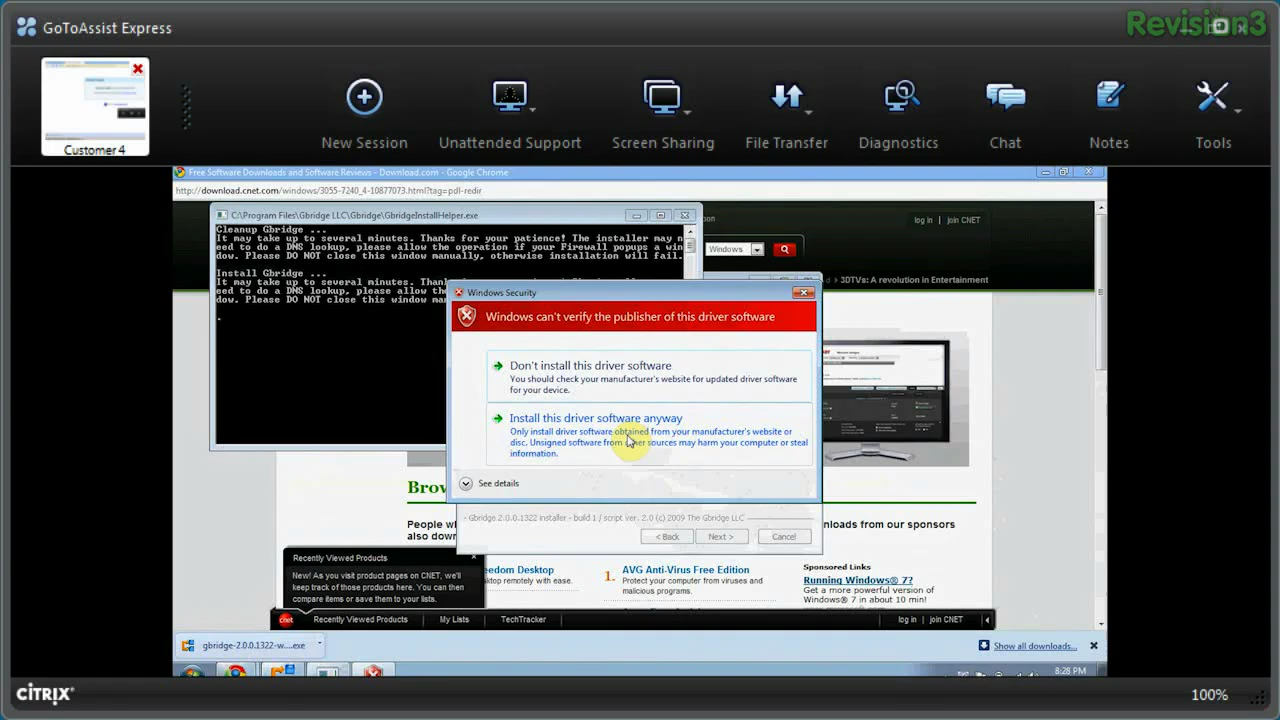 GoToAssist Express
Revision3
Customer 4
New Session
Unattended Support
Screen Sharing
File Transfer
Diagnostics
Chat
Notes
Tools
Free Software Downloads and Software Reviews - Download.com - Google Chrome
http://download.cnet.com/windows/3055-7240_4-10877073.html?tag=pdl-redir
C:\Program Files\Gbridge LLC\Gbridge\GbridgeInstallHelper.exe
log in | join CNET
Windows
3DTVs: A revolution in Entertainment
Cleanup Gbridge ...
It may take up to several minutes. Thanks for your patience! The installer may n
eed to do a DNS lookup, please allow the operation if your Firewall popups a win
dow. Please DO NOT close this window manually, otherwise installation will fail.
Install Gbridge ...
It may take up to several minutes. Thanks
eed to do a DNS lookup, please allow the
dow. Please DO NOT close this window man
Windows Security
Windows can't verify the publisher of this driver software
Don't install this driver software
You should check your manufacturer's website for updated driver software
for your device.
Install this driver software anyway
Only install driver software obtained from your manufacturer's website or
disc. Unsigned software from other sources may harm your computer or steal
information.
See details
Gbridge 2.0.0.1322 installer - build 1 / script ver. 2.0 (c) 2009 The Gbridge LLC
< Back
Next >
Cancel
Brow
People
also down
nloads from our sponsors
Recently Viewed Products
New! As you visit product pages on CNET, we'll
keep track of those products here. You can then
compare items or save them to your lists.
eedom Desktop
desktop remotely with ease.
1. AVG Anti-Virus Free Edition
Protect your computer from viruses and
malicious programs.
Sponsored Links
Running Windows® 7?
Get a more powerful version of
Windows® 7 in about 10 min!
cnet
Recently Viewed Products
My Lists
TechTracker
log in | join CNET
gbridge-2.0.0.1322-w....exe
Show all downloads...
8:28 PM
CITRIX
100%